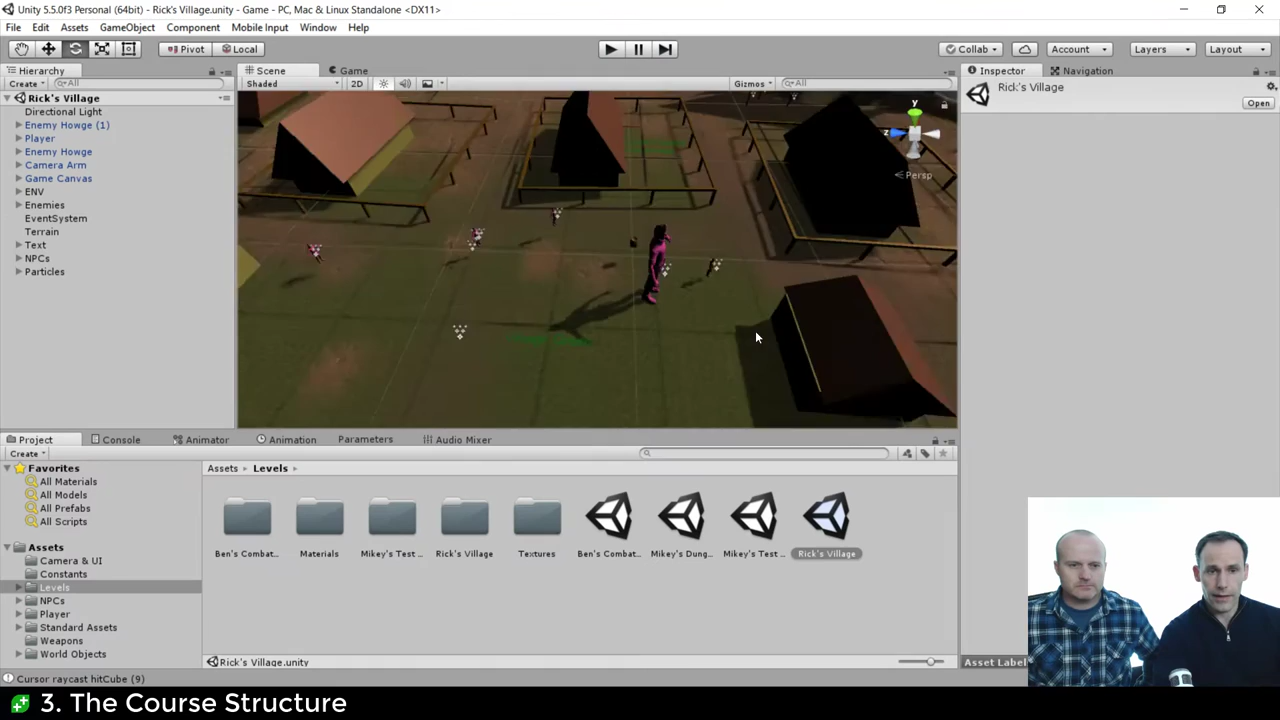 Unity 5.5.0f3 Personal (64bit) - Rick's Village - Game - PC, Mac & Linux Standalone <DX11>
File Edit Assets GameObject Component Mobile Input Window Help
Pivot Local Collab Account Layers Layout
Hierarchy Scene Game Inspector Navigation
Create All Shaded 2D Gizmos All
Rick's Village
Directional Light
Enemy Howge (1)
Player
Enemy Howge
Camera Arm
Game Canvas
ENV
Enemies
EventSystem
Terrain
Text
NPCs
Particles
y
z
Persp
Rick's Village
Open
Project Console Animator Animation Parameters Audio Mixer
Create
Favorites
All Materials
All Models
All Prefabs
All Scripts
Assets
Camera & UI
Constants
Levels
NPCs
Player
Standard Assets
Weapons
World Objects
Assets Levels
Ben's Combat... Materials Mikey's Test ... Rick's Village Textures Ben's Combat... Mikey's Dung... Mikey's Test ... Rick's Village
Rick's Village.unity
Asset Label
Cursor raycast hitCube (9)
3. The Course Structure